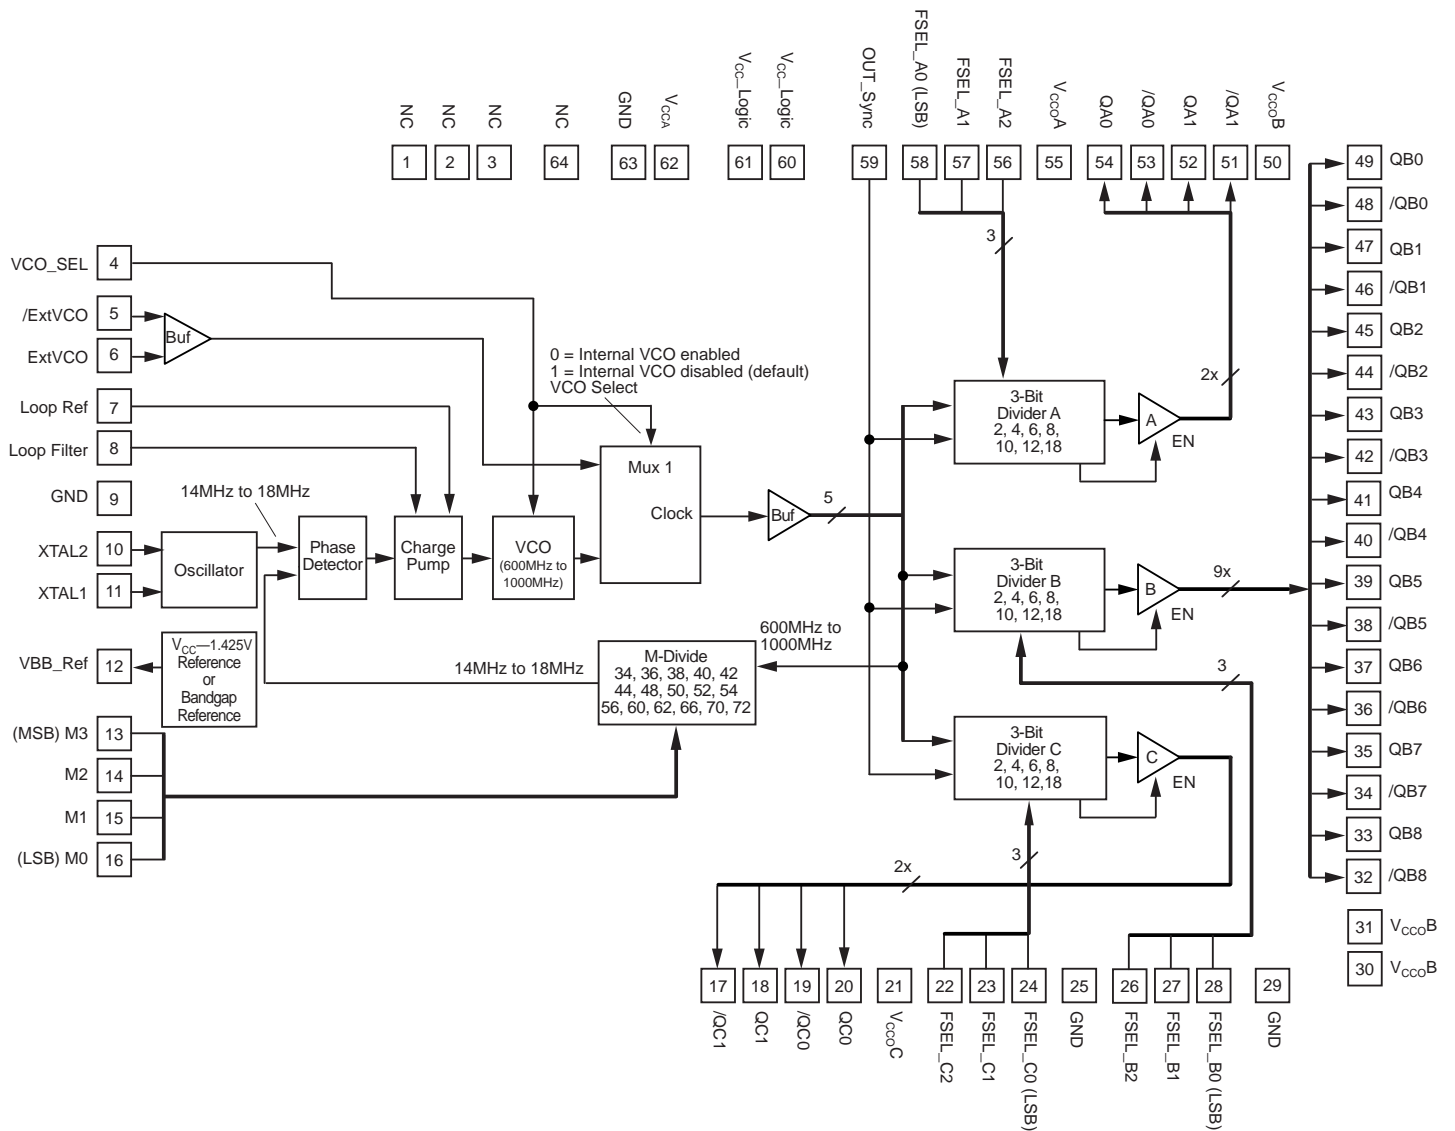 NC
NC
NC
NC
GND
VCCA
VCC_Logic
VCC_Logic
OUT_Sync
FSEL_A0 (LSB)
FSEL_A1
FSEL_A2
VCCOA
QA0
/QA0
QA1
/QA1
VCCOB
1
2
3
64
63
62
61
60
59
58
57
56
55
54
53
52
51
50
49 QB0
48 /QB0
47 QB1
46 /QB1
45 QB2
44 /QB2
43 QB3
42 /QB3
41 QB4
40 /QB4
39 QB5
38 /QB5
37 QB6
36 /QB6
35 QB7
34 /QB7
33 QB8
32 /QB8
31 VCCOB
30 VCCOB
VCO_SEL 4
/ExtVCO 5
ExtVCO 6
Buf
Loop Ref 7
Loop Filter 8
GND 9
XTAL2 10
XTAL1 11
VBB_Ref 12
(MSB) M3 13
M2 14
M1 15
(LSB) M0 16
0 = Internal VCO enabled
1 = Internal VCO disabled (default)
VCO Select
14MHz to 18MHz
Oscillator
Phase
Detector
Charge
Pump
VCO
(600MHz to
1000MHz)
Mux 1
Clock
Buf
5
VCC—1.425V
Reference
or
Bandgap
Reference
14MHz to 18MHz
M-Divide
34, 36, 38, 40, 42
44, 48, 50, 52, 54
56, 60, 62, 66, 70, 72
600MHz to
1000MHz
3
3-Bit
Divider A
2, 4, 6, 8,
10, 12,18
A
EN
2x
3-Bit
Divider B
2, 4, 6, 8,
10, 12,18
B
EN
9x
3
3-Bit
Divider C
2, 4, 6, 8,
10, 12,18
C
EN
3
2x
17
18
19
20
21
22
23
24
25
26
27
28
29
/QC1
QC1
/QC0
QC0
VCCOC
FSEL_C2
FSEL_C1
FSEL_C0 (LSB)
GND
FSEL_B2
FSEL_B1
FSEL_B0 (LSB)
GND